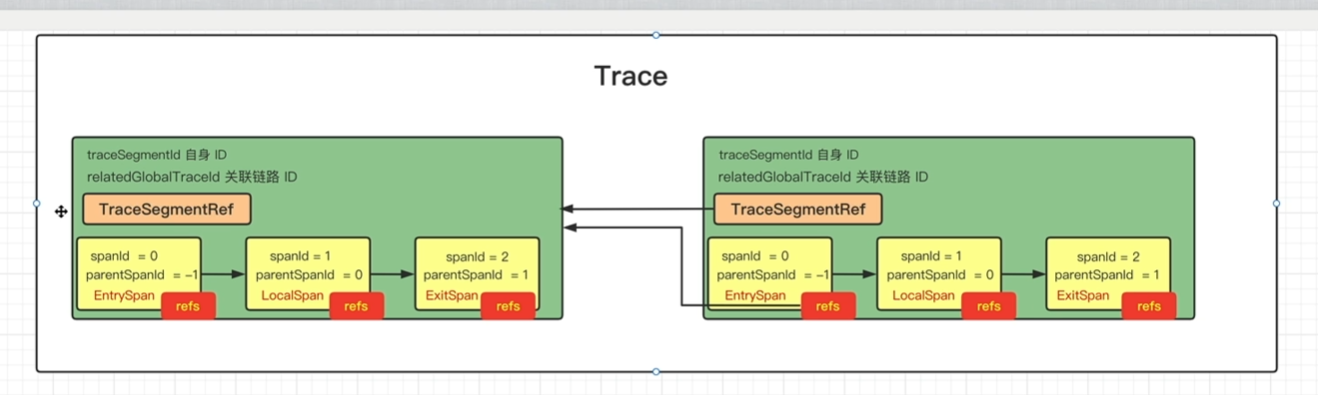 Trace
traceSegmentId 自身 ID
relatedGlobalTraceId 关联链路 ID
TraceSegmentRef
spanId = 0
parentSpanId = -1
EntrySpan
refs
spanId = 1
parentSpanId = 0
LocalSpan
refs
spanId = 2
parentSpanId = 1
ExitSpan
refs
traceSegmentId 自身 ID
relatedGlobalTraceId 关联链路 ID
TraceSegmentRef
spanId = 0
parentSpanId = -1
EntrySpan
refs
spanId = 1
parentSpanId = 0
LocalSpan
refs
spanId = 2
parentSpanId = 1
ExitSpan
refs